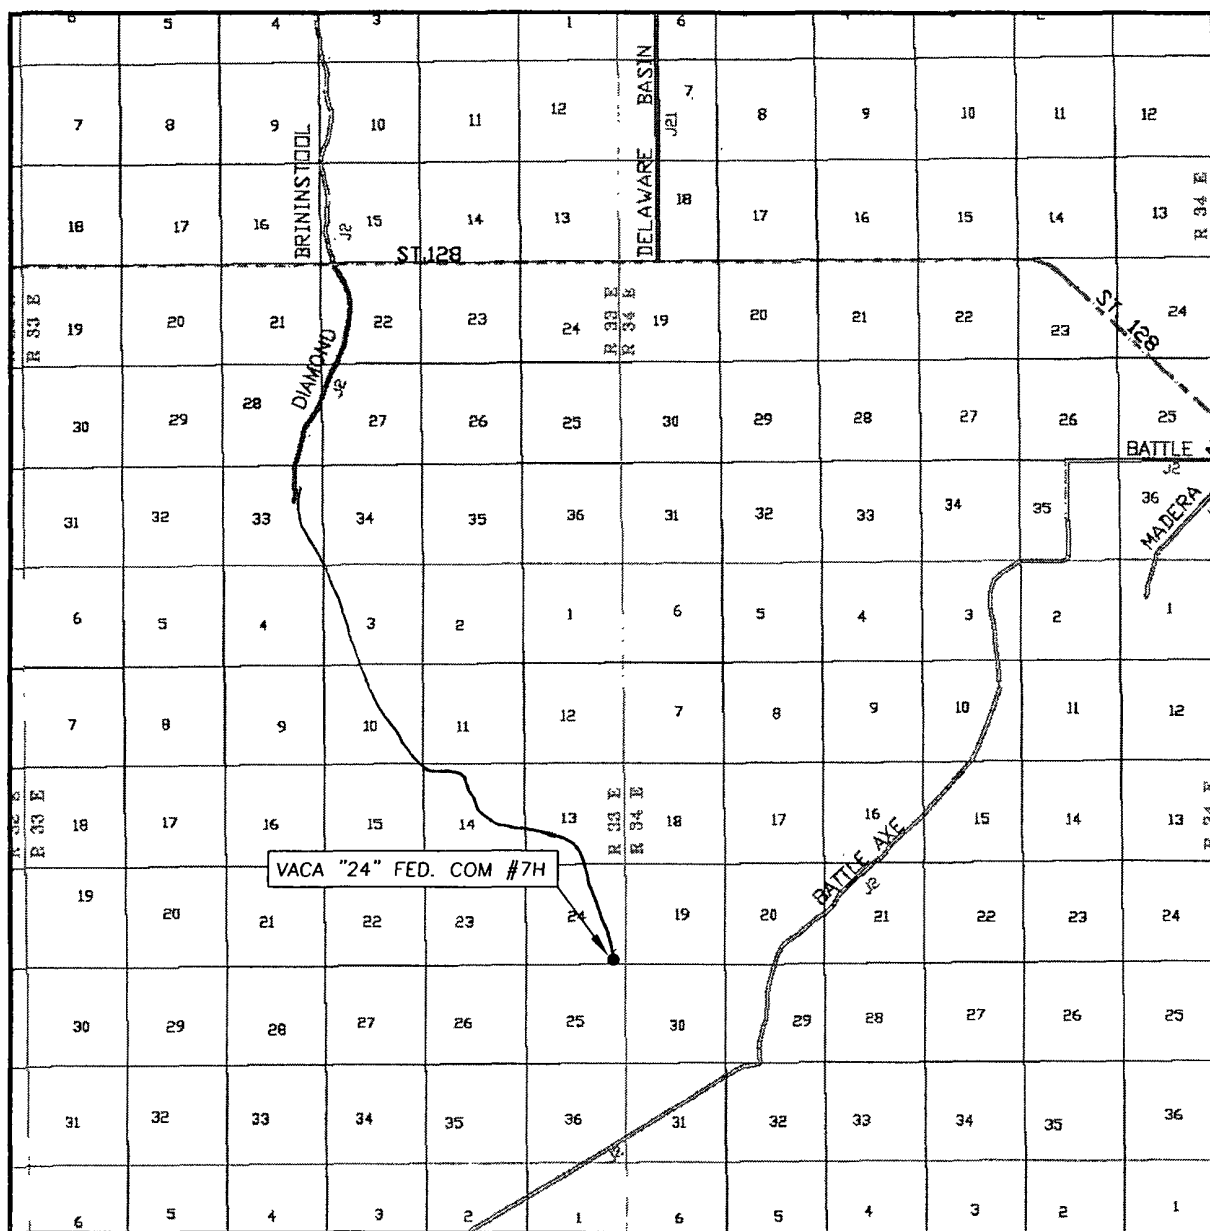 6 5 4 3 1 6
7 8 9 10 11 12 7 8 9 10 11 12
BRININSTOOL
DELAWARE BASIN
J21
18 17 16 15 14 13 18 17 16 15 14 13
J2
R 34 E
ST.128
R 33 E
19 20 21 22 23 24 19 20 21 22 23 24
R 33 E
R 34 E
ST. 128
DIAMOND
J2
30 29 28 27 26 25 30 29 28 27 26 25
BATTLE
J2
31 32 33 34 35 36 31 32 33 34 35 36
MADERA
6 5 4 3 2 1 6 5 4 3 2 1
7 8 9 10 11 12 7 8 9 10 11 12
R 32 E
R 33 E
R 33 E
R 34 E
R 34 E
18 17 16 15 14 13 18 17 16 15 14 13
VACA "24" FED. COM #7H
BATTLE AXE
J2
19 20 21 22 23 24 19 20 21 22 23 24
30 29 28 27 26 25 30 29 28 27 26 25
31 32 33 34 35 36 31 32 33 34 35 36
J2
6 5 4 3 2 1 6 5 4 3 2 1